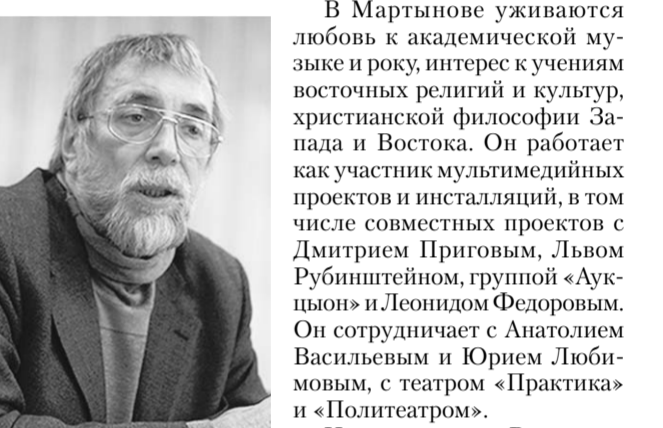 В Мартынове уживаются
любовь к академической му-
зыке и року, интерес к учениям
восточных религий и культур,
христианской философии За-
пада и Востока. Он работает
как участник мультимедийных
проектов и инсталляций, в том
числе совместных проектов с
Дмитрием Приговым, Львом
Рубинштейном, группой «Аук-
цыон» и Леонидом Федоровым.
Он сотрудничает с Анатолием
Васильевым и Юрием Люби-
мовым, с театром «Практика»
и «Политеатром».